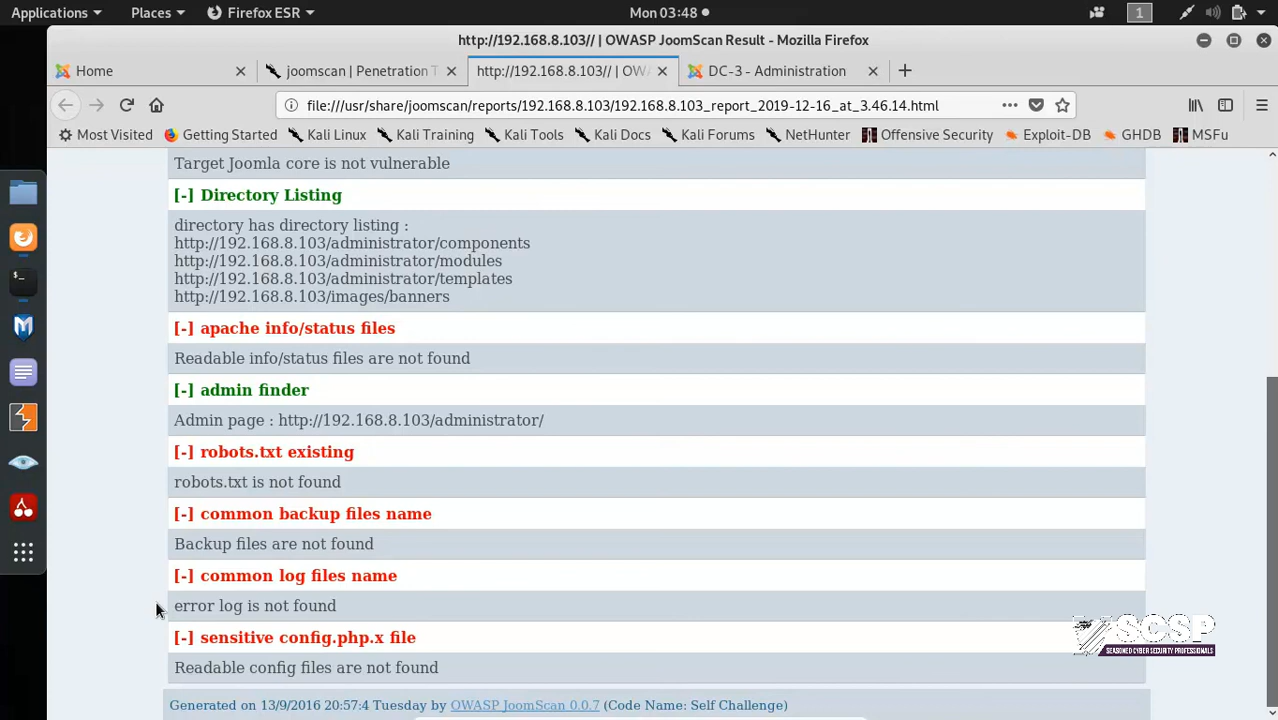 Applications
Places
Firefox ESR
Mon 03:48
1
http://192.168.8.103// | OWASP JoomScan Result - Mozilla Firefox
Home
joomscan | Penetration T
http://192.168.8.103// | OW
DC-3 - Administration
file:///usr/share/joomscan/reports/192.168.8.103/192.168.8.103_report_2019-12-16_at_3.46.14.html
Most Visited
Getting Started
Kali Linux
Kali Training
Kali Tools
Kali Docs
Kali Forums
NetHunter
Offensive Security
Exploit-DB
GHDB
MSFu
Target Joomla core is not vulnerable
[-] Directory Listing
directory has directory listing :
http://192.168.8.103/administrator/components
http://192.168.8.103/administrator/modules
http://192.168.8.103/administrator/templates
http://192.168.8.103/images/banners
[-] apache info/status files
Readable info/status files are not found
[-] admin finder
Admin page : http://192.168.8.103/administrator/
[-] robots.txt existing
robots.txt is not found
[-] common backup files name
Backup files are not found
[-] common log files name
error log is not found
[-] sensitive config.php.x file
Readable config files are not found
SCSP
SEASONED CYBER SECURITY PROFESSIONALS
Generated on 13/9/2016 20:57:4 Tuesday by OWASP JoomScan 0.0.7 (Code Name: Self Challenge)